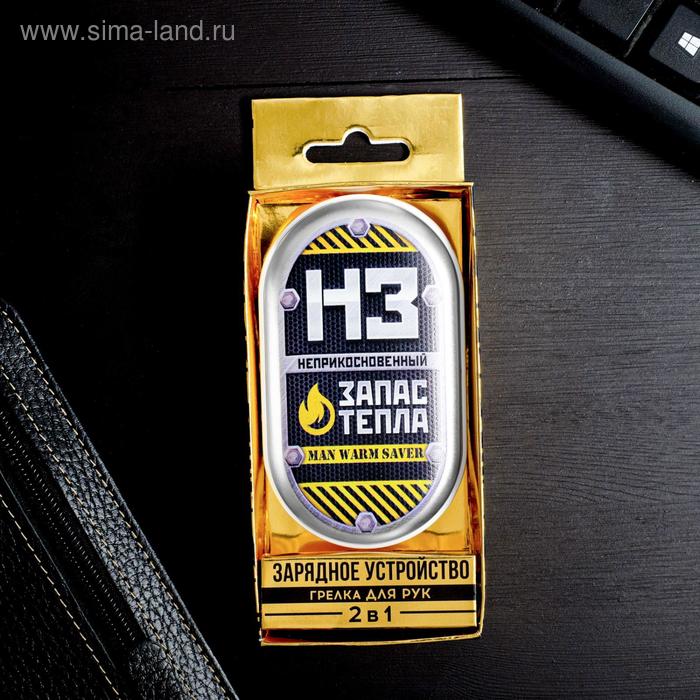 www.sima-land.ru
НЗ
НЕПРИКОСНОВЕННЫЙ
ЗАПАС
ТЕПЛА
MAN WARM SAVER
ЗАРЯДНОЕ УСТРОЙСТВО
ГРЕЛКА ДЛЯ РУК
2 в 1